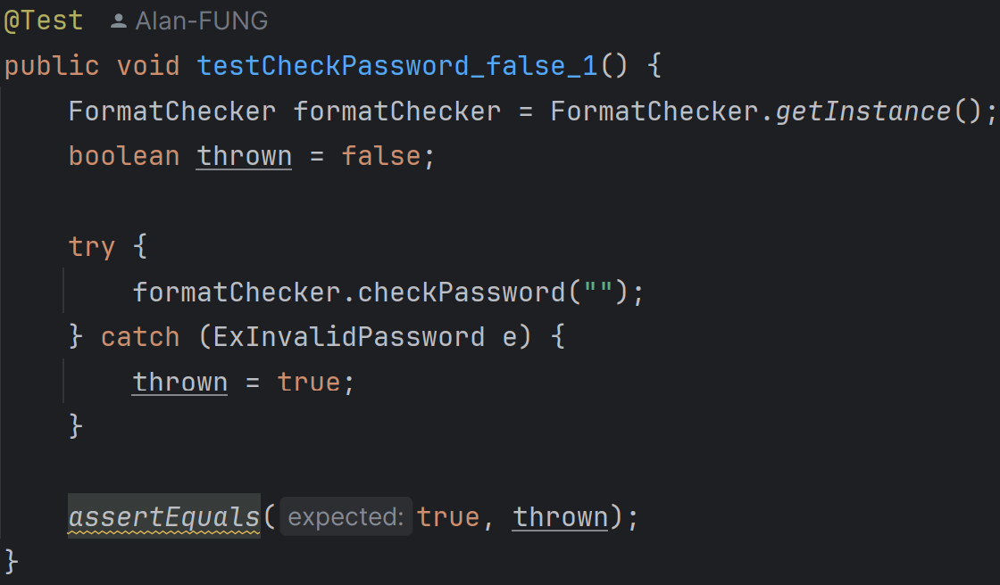 @Test Alan-FUNG
public void testCheckPassword_false_1() {
FormatChecker formatChecker = FormatChecker.getInstance();
boolean thrown = false;
try {
formatChecker.checkPassword("");
} catch (ExInvalidPassword e) {
thrown = true;
}
assertEquals( expected: true, thrown);
}